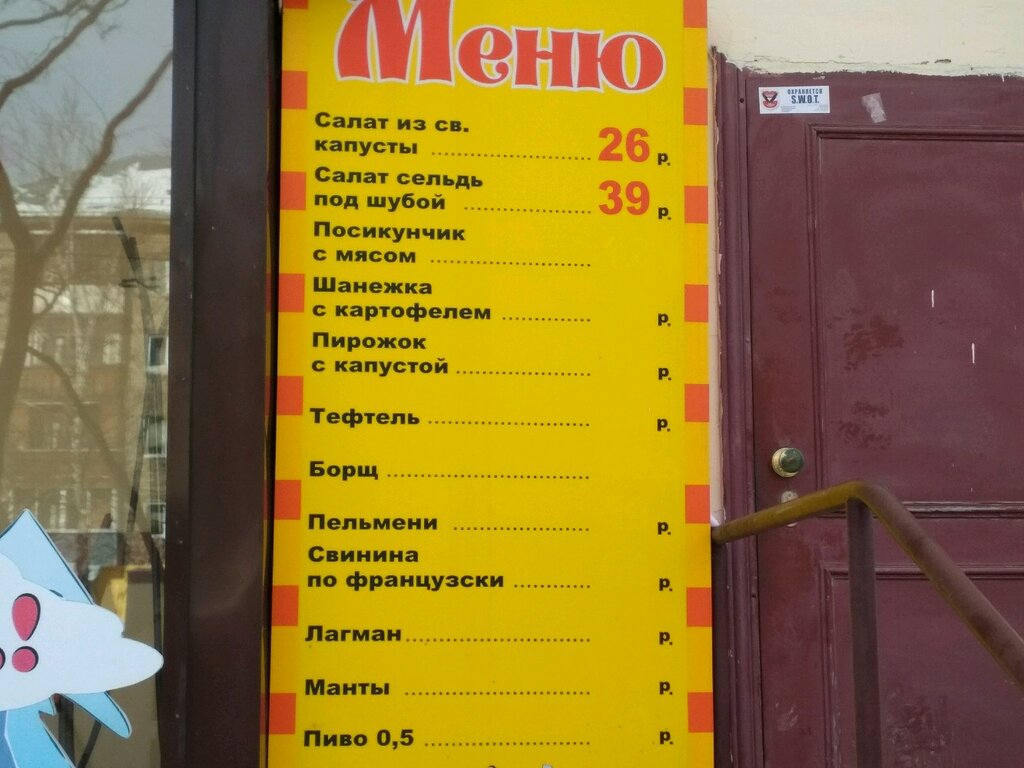 Меню
Салат из св.
капусты ........................ 26 р.
Салат сельдь
под шубой ................... 39 р.
Посикунчик
с мясом ........................
Шанежка
с картофелем ............. р.
Пирожок
с капустой .................... р.
Тефтель ........................ р.
Борщ ..............................
Пельмени .................... р.
Свинина
по французски ........... р.
Лагман........................... р.
Манты ........................... р.
Пиво 0,5 ........................ р.
ОХРАНЯЕТСЯ
S.W.O.T.